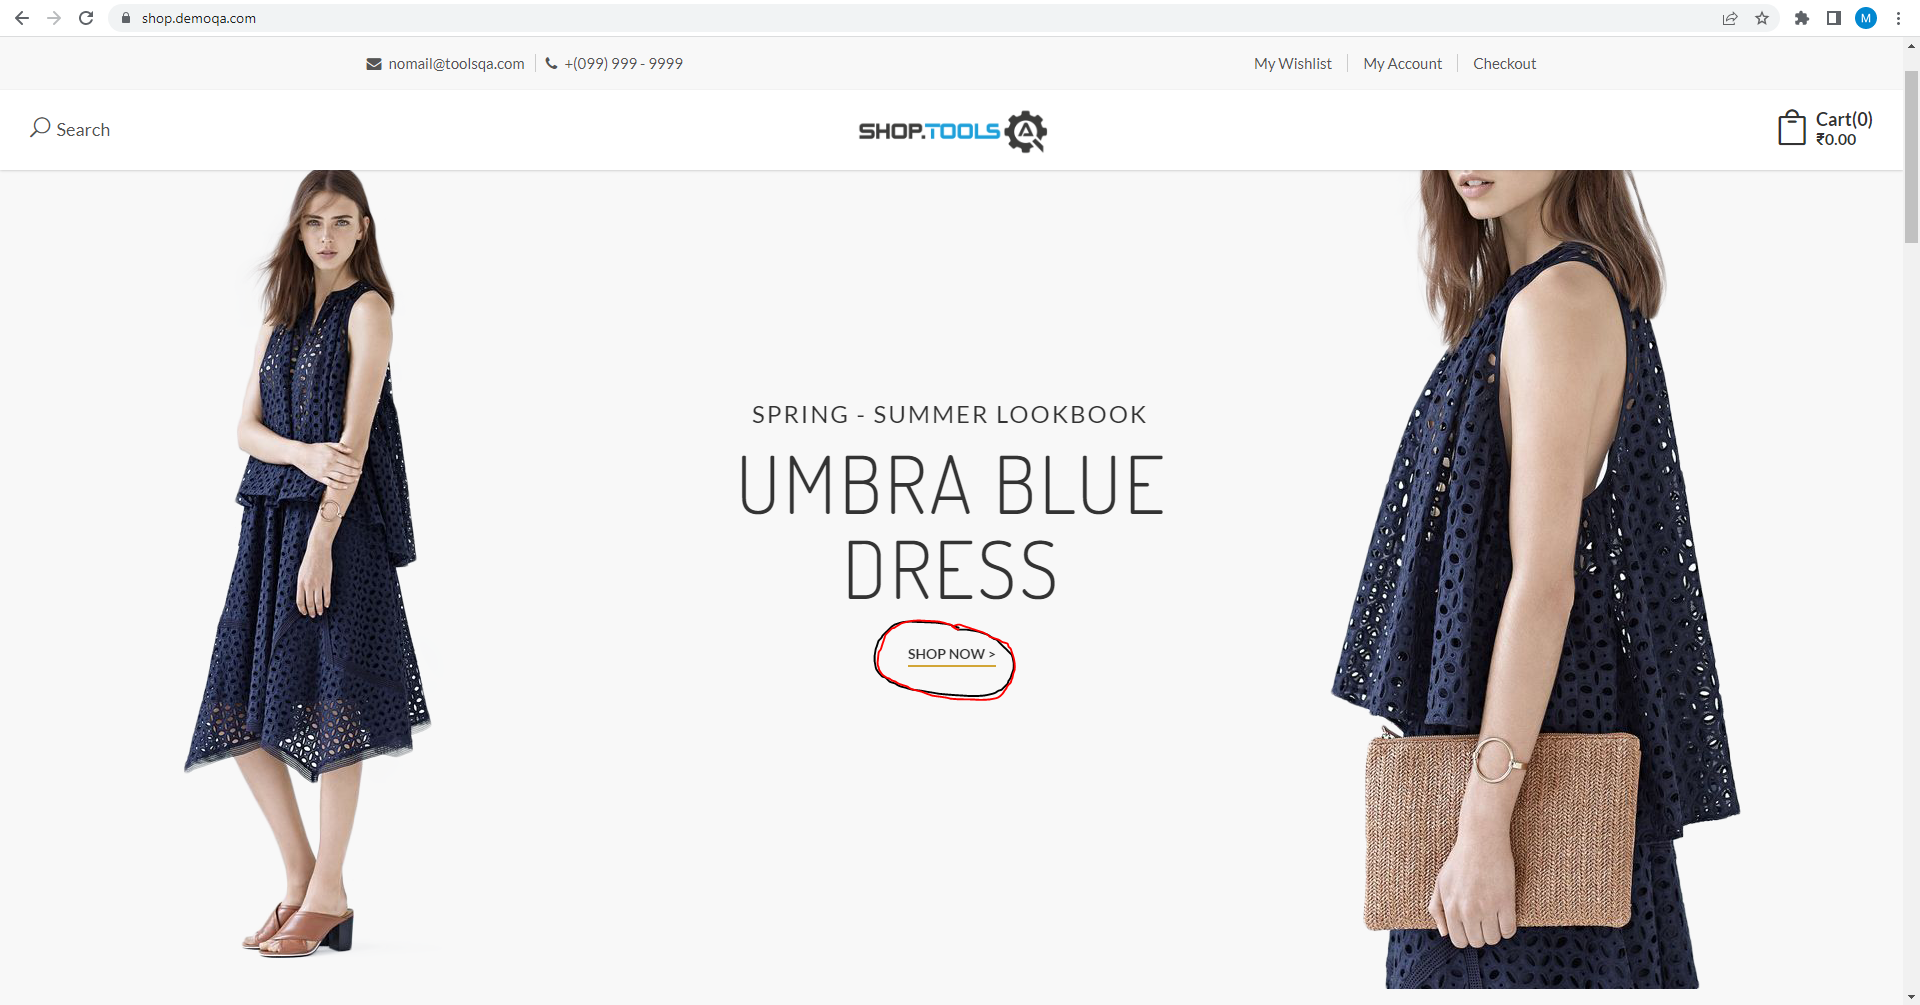 shop.demoqa.com
M
nomail@toolsqa.com
+(099) 999 - 9999
My Wishlist
My Account
Checkout
Search
SHOP.TOOLS QA
Cart(0)
₹0.00
SPRING - SUMMER LOOKBOOK
UMBRA BLUE
DRESS
SHOP NOW >